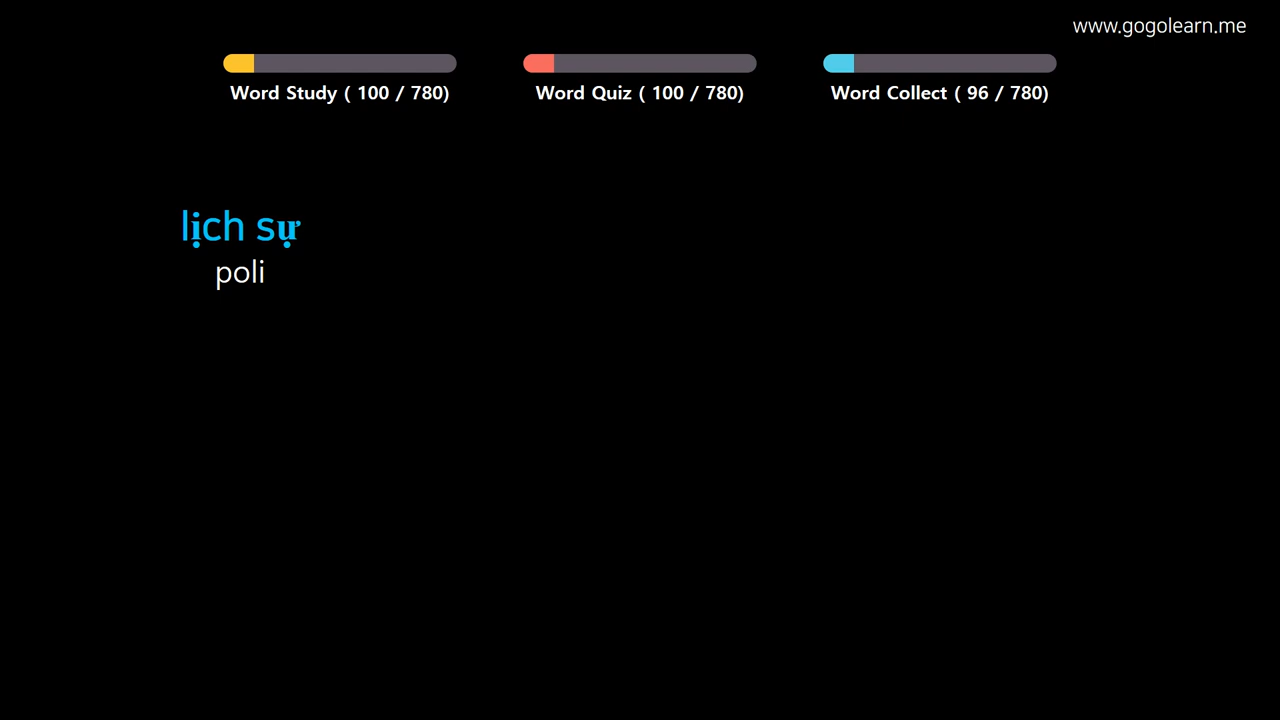 www.gogolearn.me
Word Study ( 100 / 780)
Word Quiz ( 100 / 780)
Word Collect ( 96 / 780)
lịch sự
poli